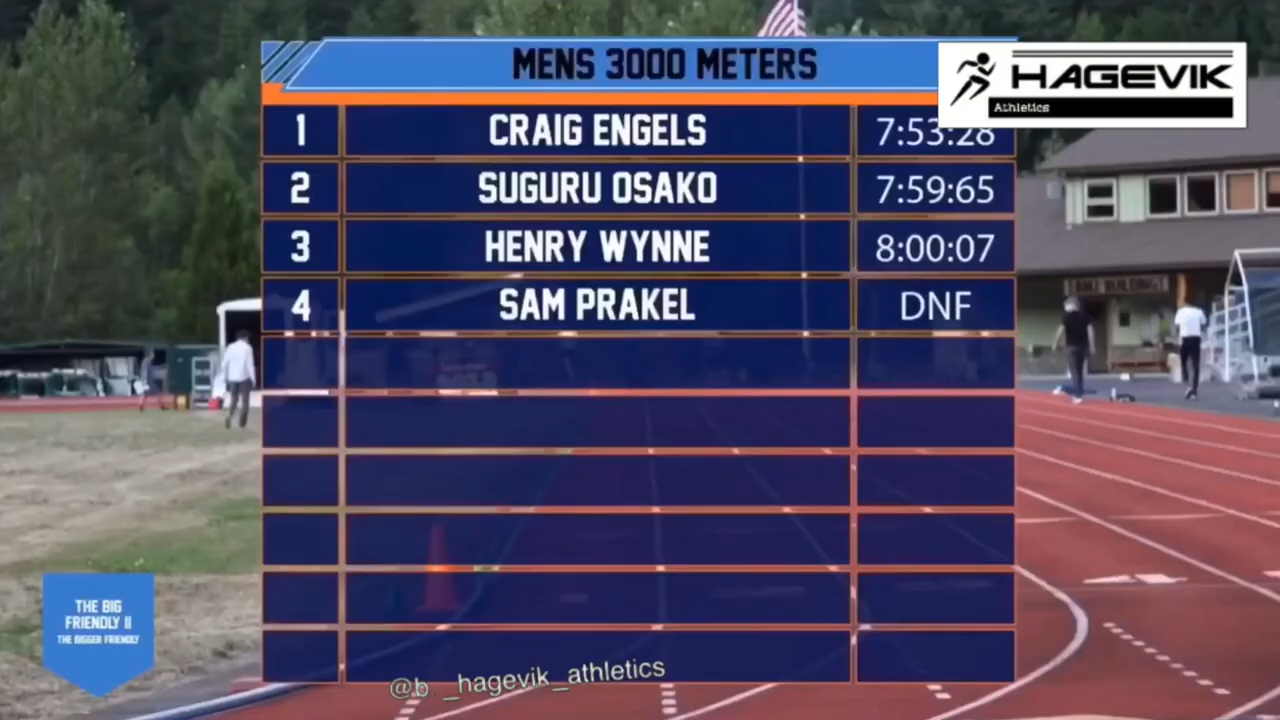 MENS 3000 METERS
HAGEVIK
Athletics
1 CRAIG ENGELS 7:53:28
2 SUGURU OSAKO 7:59:65
3 HENRY WYNNE 8:00:07
4 SAM PRAKEL DNF
THE BIG
FRIENDLY II
THE BIGGER FRIENDLY
@b _hagevik_athletics